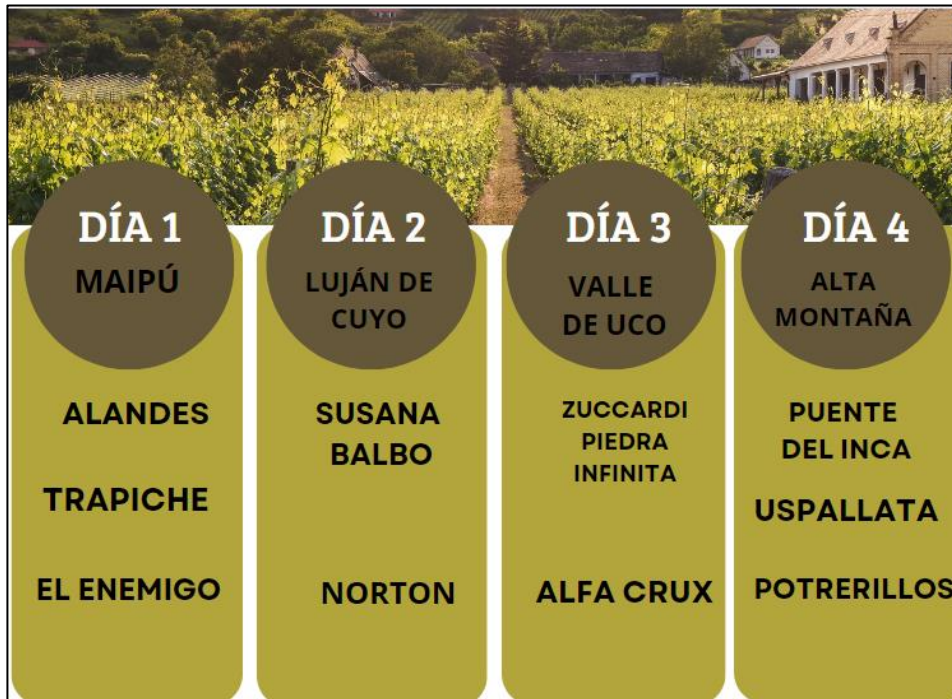 DÍA 1
MAIPÚ
ALANDES
TRAPICHE
EL ENEMIGO
DÍA 2
LUJÁN DE
CUYO
SUSANA
BALBO
NORTON
DÍA 3
VALLE
DE UCO
ZUCCARDI
PIEDRA
INFINITA
ALFA CRUX
DÍA 4
ALTA
MONTAÑA
PUENTE
DEL INCA
USPALLATA
POTRERILLOS